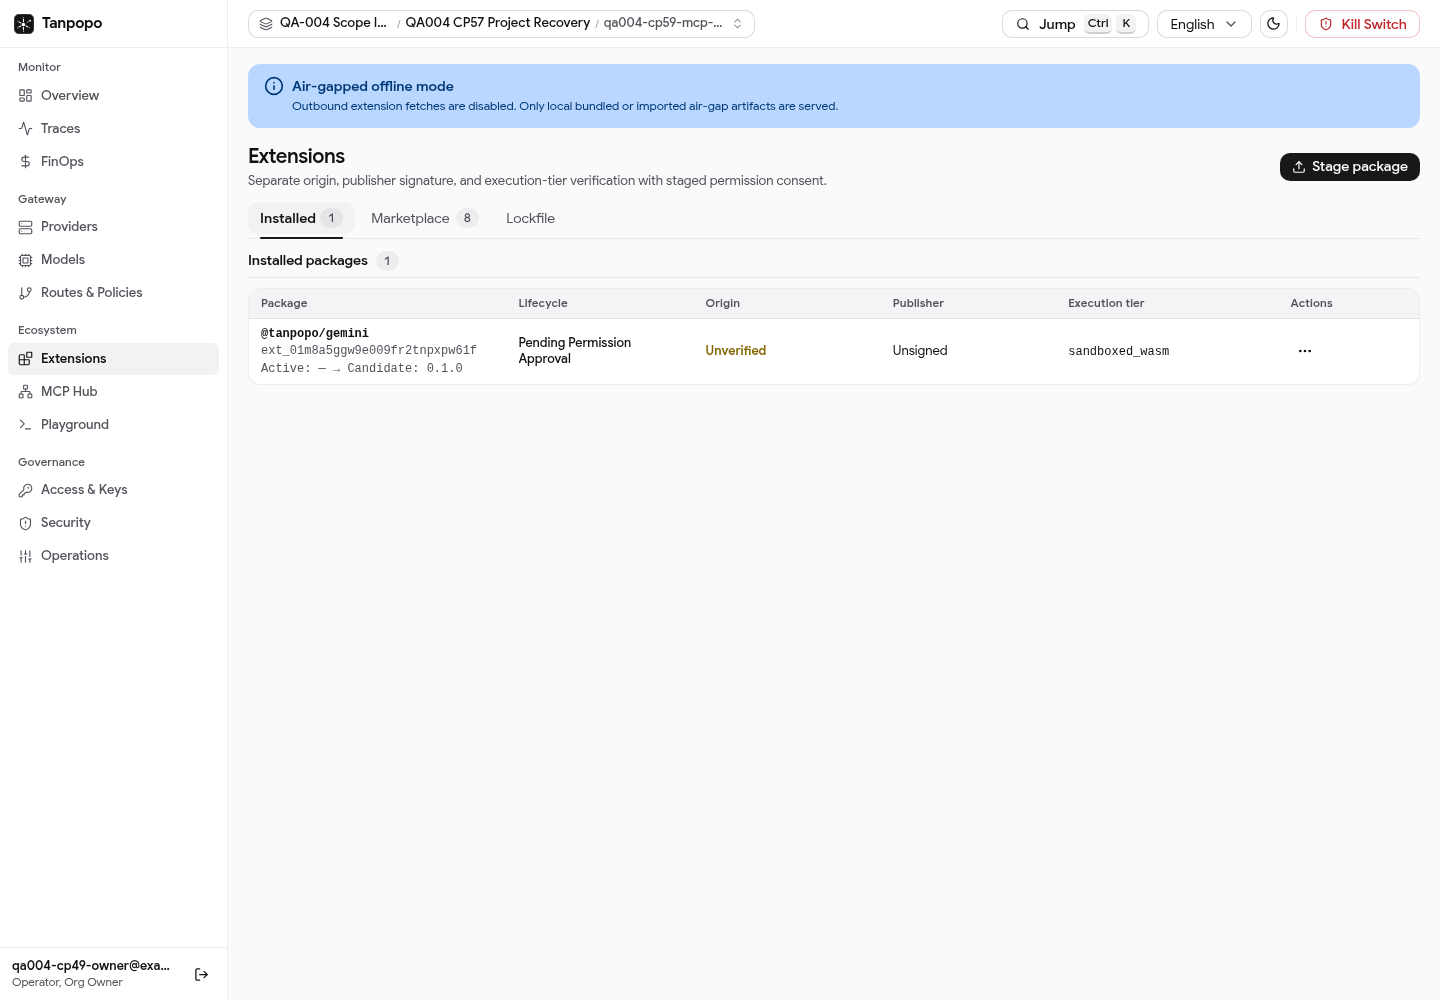 Tanpopo
QA-004 Scope I... / QA004 CP57 Project Recovery / qa004-cp59-mcp-...
Jump Ctrl K
English
Kill Switch
Monitor
Overview
Traces
FinOps
Gateway
Providers
Models
Routes & Policies
Ecosystem
Extensions
MCP Hub
Playground
Governance
Access & Keys
Security
Operations
qa004-cp49-owner@exa...
Operator, Org Owner
Air-gapped offline mode
Outbound extension fetches are disabled. Only local bundled or imported air-gap artifacts are served.
Extensions
Separate origin, publisher signature, and execution-tier verification with staged permission consent.
Stage package
Installed 1 Marketplace 8 Lockfile
Installed packages 1
Package Lifecycle Origin Publisher Execution tier Actions
@tanpopo/gemini
ext_01m8a5ggw9e009fr2tnpxpw61f
Active: — → Candidate: 0.1.0
Pending Permission
Approval
Unverified
Unsigned
sandboxed_wasm